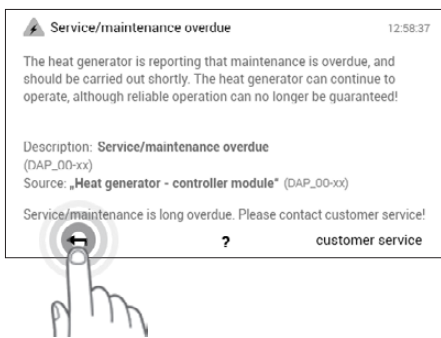 Service/maintenance overdue 12:58:37
The heat generator is reporting that maintenance is overdue, and
should be carried out shortly. The heat generator can continue to
operate, although reliable operation can no longer be guaranteed!
Description: Service/maintenance overdue
(DAP_00-xx)
Source: „Heat generator - controller module“ (DAP_00-xx)
Service/maintenance is long overdue. Please contact customer service!
? customer service